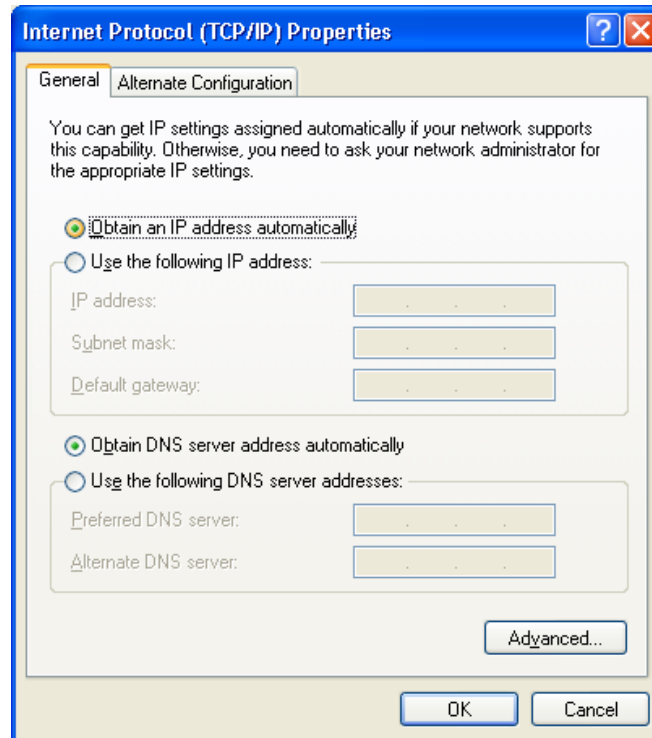 Internet Protocol (TCP/IP) Properties
?
General
Alternate Configuration
You can get IP settings assigned automatically if your network supports
this capability. Otherwise, you need to ask your network administrator for
the appropriate IP settings.
Obtain an IP address automatically
Use the following IP address:
IP address:
Subnet mask:
Default gateway:
Obtain DNS server address automatically
Use the following DNS server addresses:
Preferred DNS server:
Alternate DNS server:
Advanced...
OK
Cancel